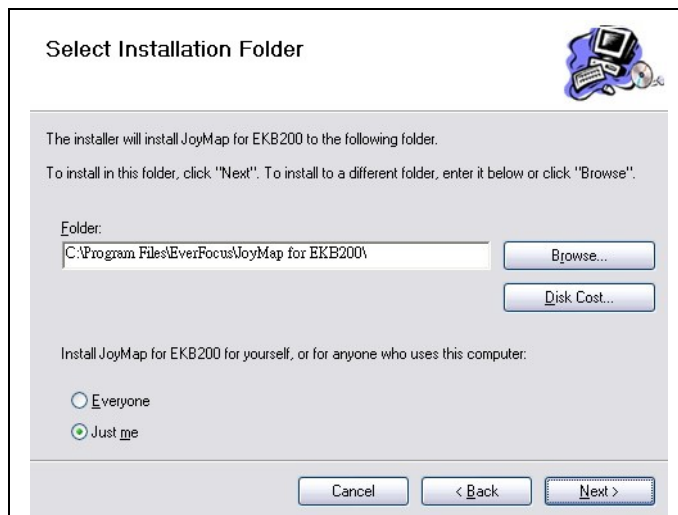 Select Installation Folder
The installer will install JoyMap for EKB200 to the following folder.
To install in this folder, click "Next". To install to a different folder, enter it below or click "Browse".
Folder:
C:\Program Files\EverFocus\JoyMap for EKB200\
Browse...
Disk Cost...
Install JoyMap for EKB200 for yourself, or for anyone who uses this computer:
Everyone
Just me
Cancel
< Back
Next >